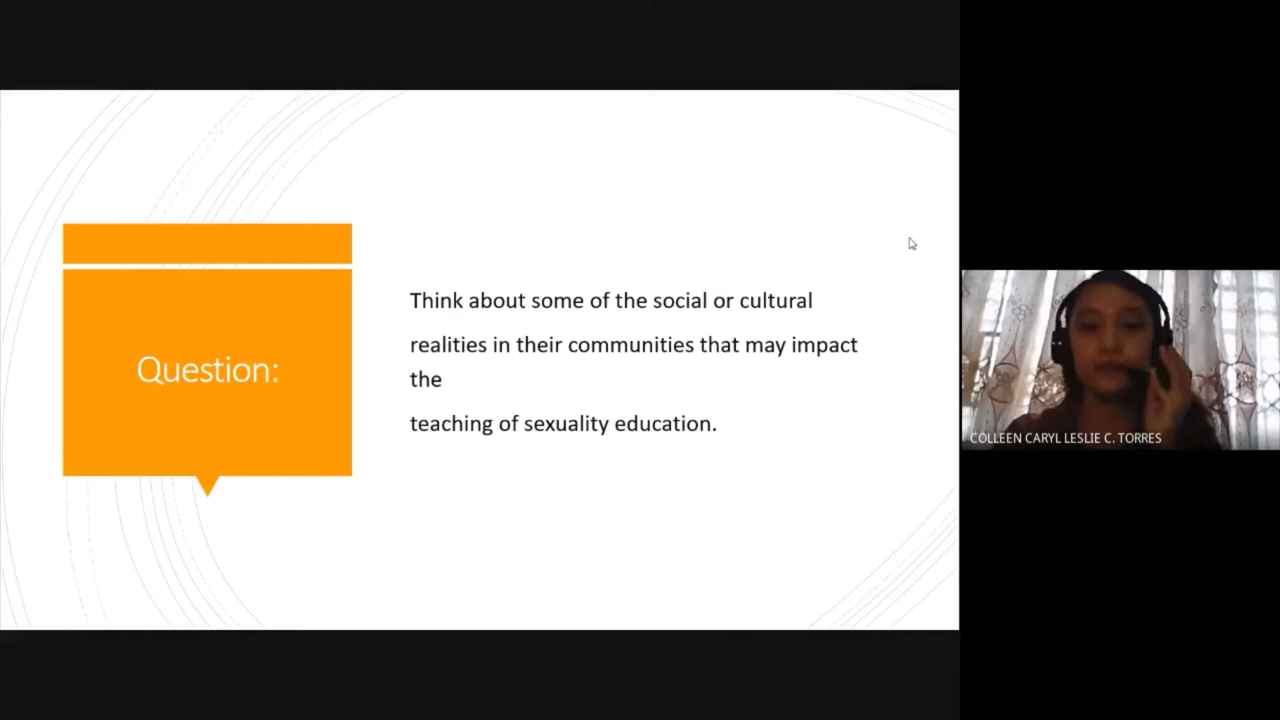 Question:
Think about some of the social or cultural
realities in their communities that may impact
the
teaching of sexuality education.
COLLEEN CARYL LESLIE C. TORRES